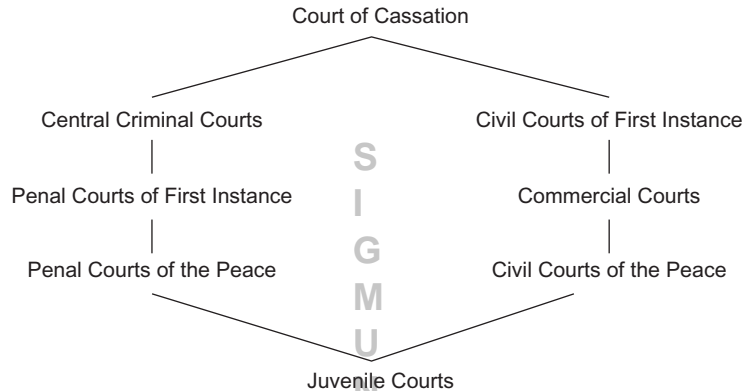 Court of Cassation
Central Criminal Courts
Civil Courts of First Instance
Penal Courts of First Instance
Commercial Courts
Penal Courts of the Peace
Civil Courts of the Peace
Juvenile Courts
S
I
G
M
U